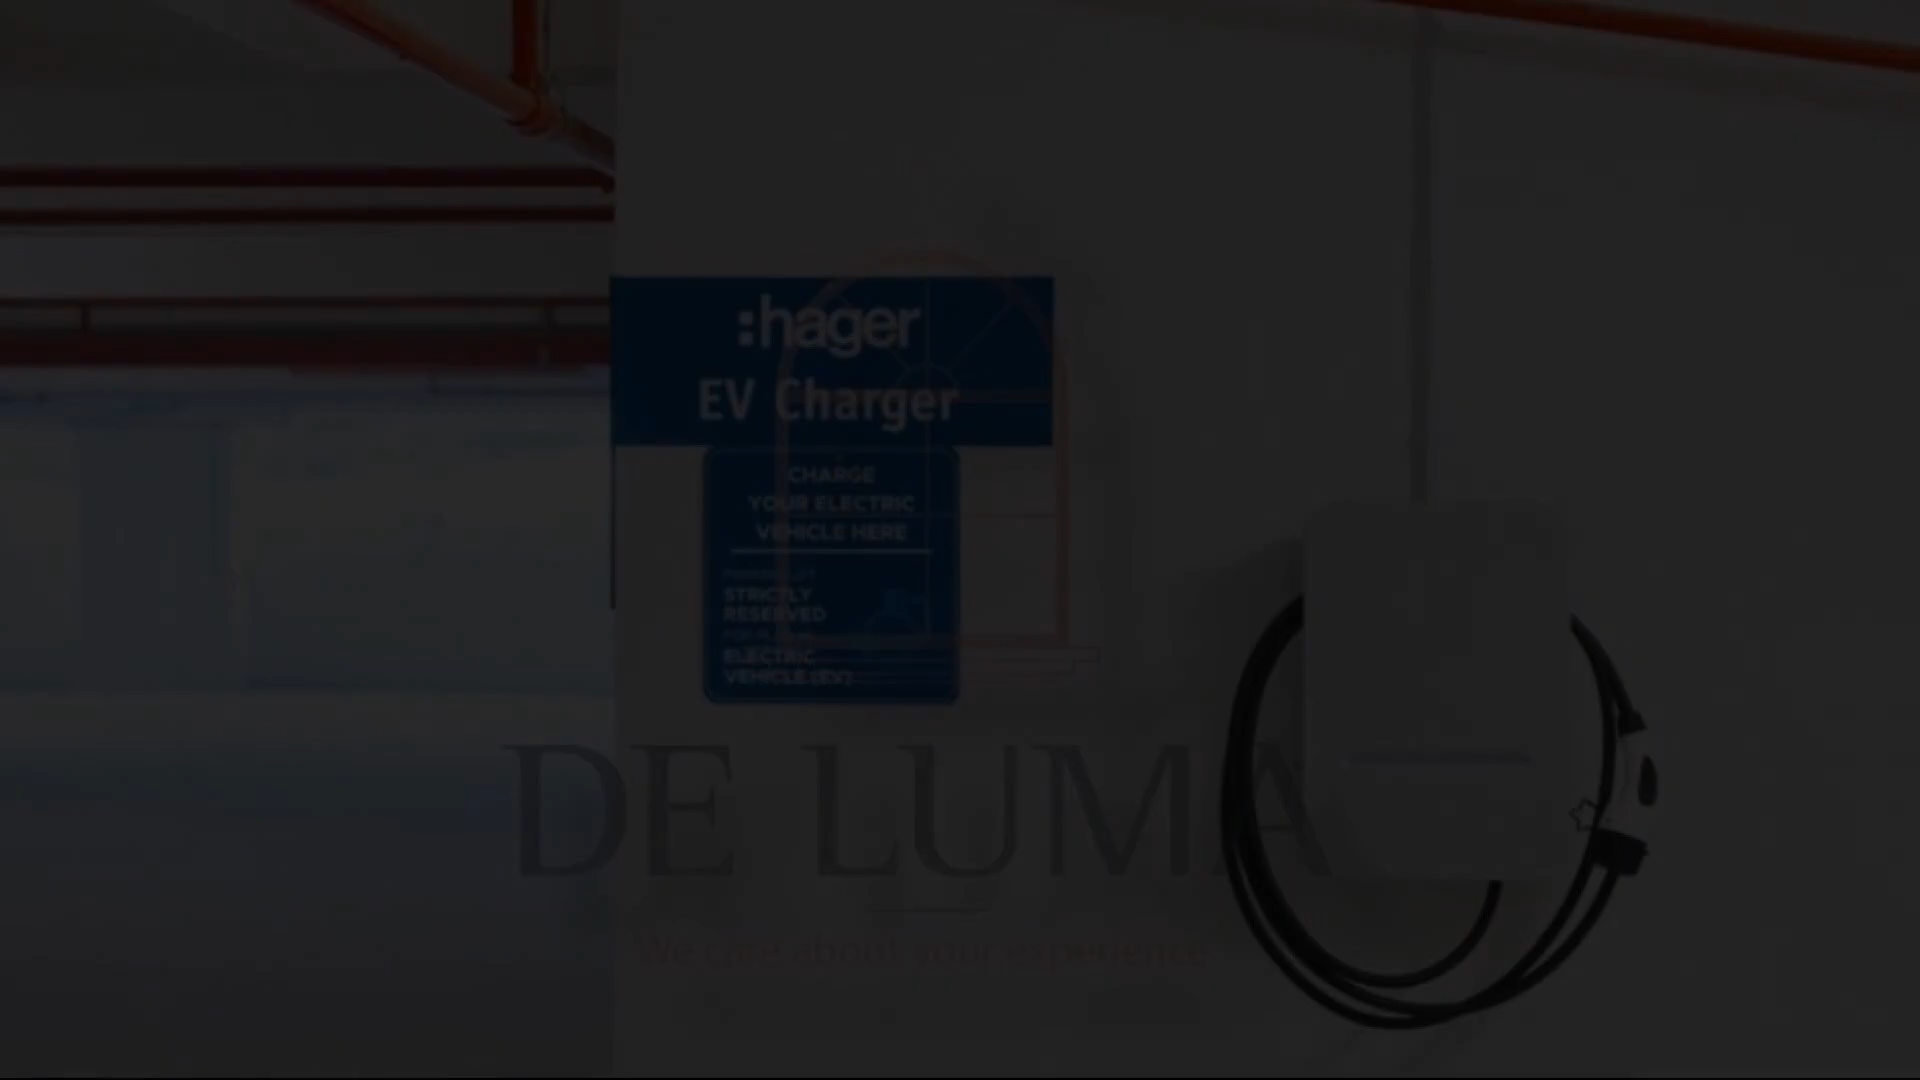 :hager
EV Charger
CHARGE
YOUR ELECTRIC
VEHICLE HERE
STRICTLY
RESERVED
ELECTRIC
VEHICLE (EV)
DE LUMA
We care about your experience